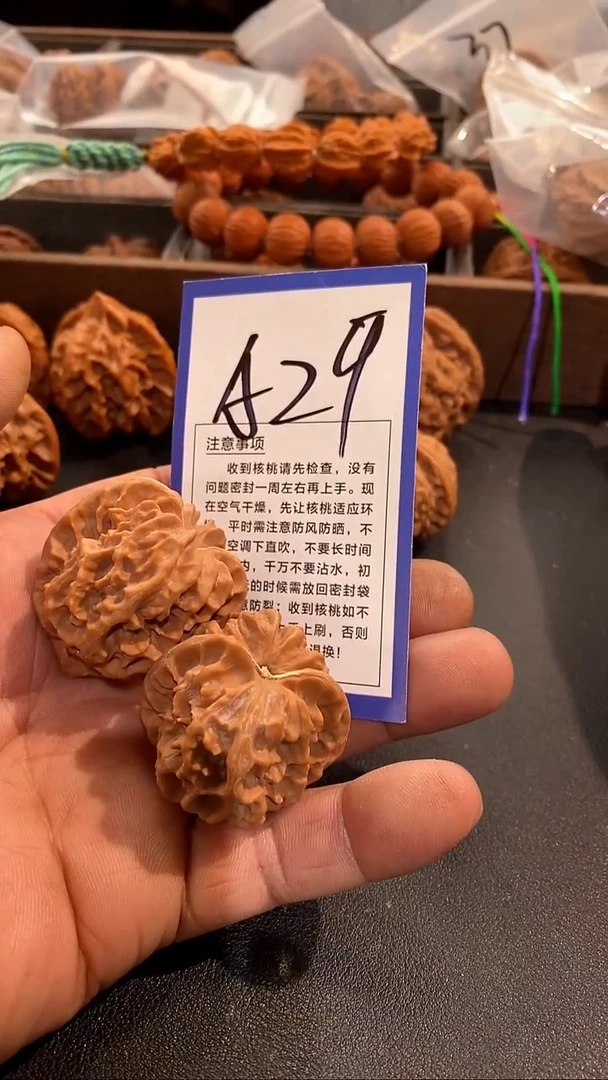 A29
注意事项
收到核桃请先检查，没有
问题密封一周左右再上手。现
在空气干燥，先让核桃适应环
平时需注意防风防晒，不
空调下直吹，不要长时间
内，千万不要沾水，初
的时候需放回密封袋
防裂；收到核桃如不
上刷，否则
退换！